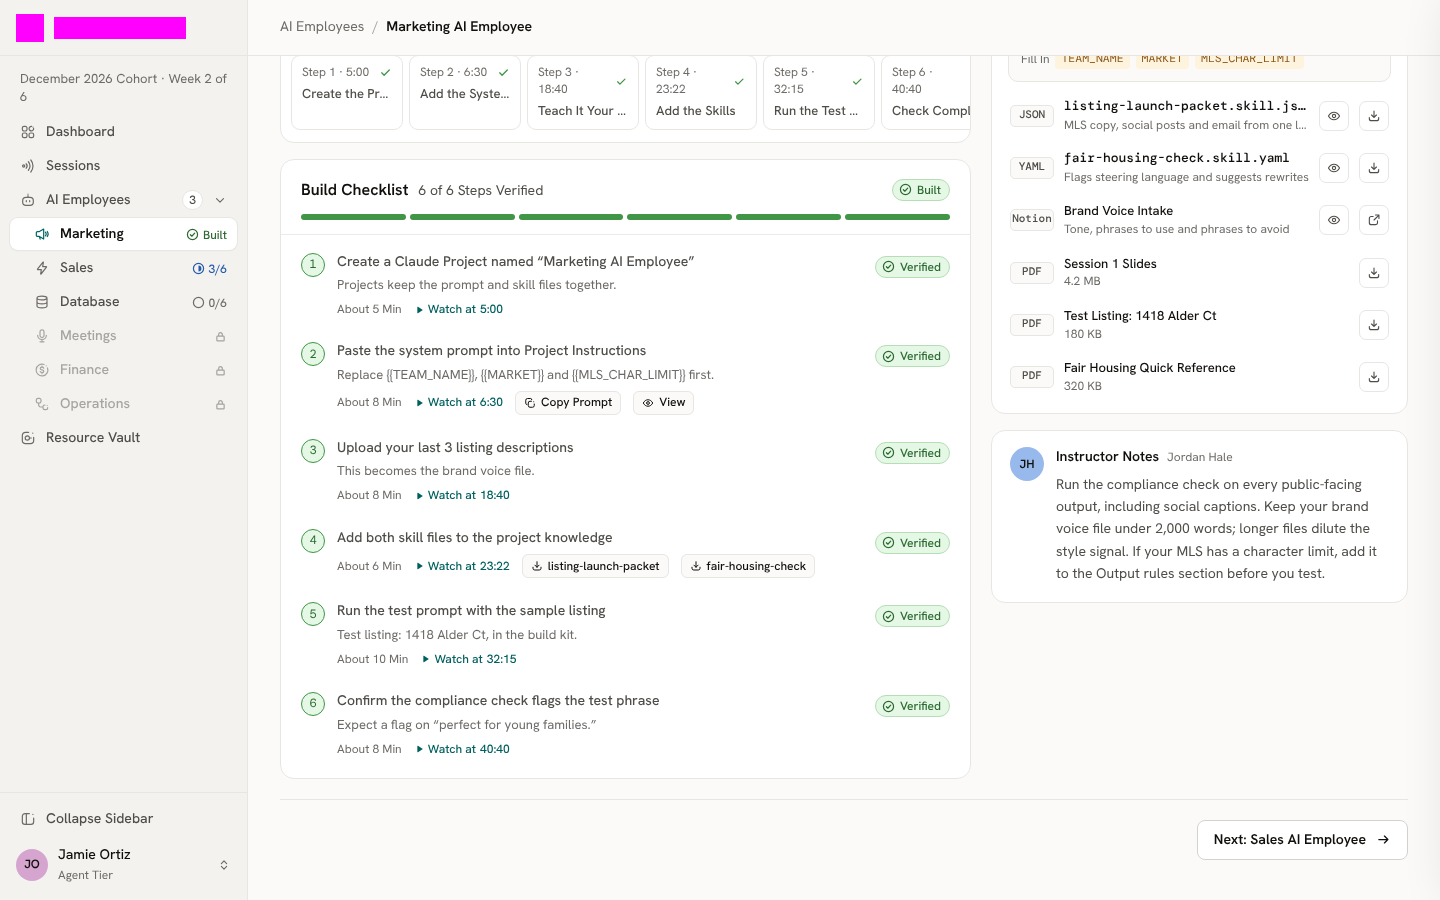 AI Employees / Marketing AI Employee
December 2026 Cohort · Week 2 of
6
Dashboard
Sessions
AI Employees 3
Marketing Built
Sales 3/6
Database 0/6
Meetings
Finance
Operations
Resource Vault
Collapse Sidebar
JO
Jamie Ortiz
Agent Tier
Step 1 · 5:00
Create the Pr...
Step 2 · 6:30
Add the Syste...
Step 3 ·
18:40
Teach It Your ...
Step 4 ·
23:22
Add the Skills
Step 5 ·
32:15
Run the Test ...
Step 6 ·
40:40
Check Compl
Build Checklist 6 of 6 Steps Verified
Built
1 Create a Claude Project named “Marketing AI Employee”
Verified
Projects keep the prompt and skill files together.
About 5 Min Watch at 5:00
2 Paste the system prompt into Project Instructions
Verified
Replace {{TEAM_NAME}}, {{MARKET}} and {{MLS_CHAR_LIMIT}} first.
About 8 Min Watch at 6:30 Copy Prompt View
3 Upload your last 3 listing descriptions
Verified
This becomes the brand voice file.
About 8 Min Watch at 18:40
4 Add both skill files to the project knowledge
Verified
About 6 Min Watch at 23:22 listing-launch-packet fair-housing-check
5 Run the test prompt with the sample listing
Verified
Test listing: 1418 Alder Ct, in the build kit.
About 10 Min Watch at 32:15
6 Confirm the compliance check flags the test phrase
Verified
Expect a flag on “perfect for young families.”
About 8 Min Watch at 40:40
Fill In TEAM_NAME MARKET MLS_CHAR_LIMIT
JSON
listing-launch-packet.skill.js…
MLS copy, social posts and email from one l...
YAML
fair-housing-check.skill.yaml
Flags steering language and suggests rewrites
Notion
Brand Voice Intake
Tone, phrases to use and phrases to avoid
PDF
Session 1 Slides
4.2 MB
PDF
Test Listing: 1418 Alder Ct
180 KB
PDF
Fair Housing Quick Reference
320 KB
JH
Instructor Notes Jordan Hale
Run the compliance check on every public-facing
output, including social captions. Keep your brand
voice file under 2,000 words; longer files dilute the
style signal. If your MLS has a character limit, add it
to the Output rules section before you test.
Next: Sales AI Employee